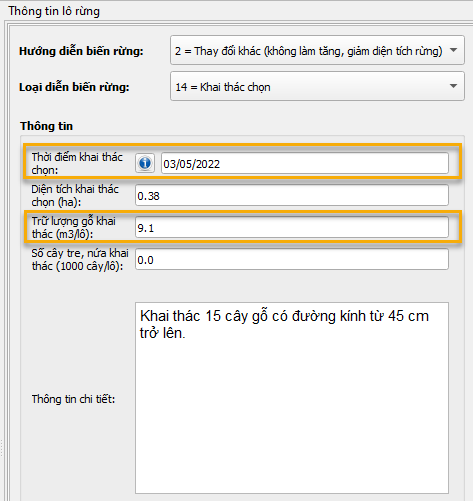 Thông tin lô rừng
Hướng diễn biến rừng:
2 = Thay đổi khác (không làm tăng, giảm diện tích rừng)
Loại diễn biến rừng:
14 = Khai thác chọn
Thông tin
Thời điểm khai thác
chọn:
03/05/2022
Diện tích khai thác
chọn (ha):
0.38
Trữ lượng gỗ khai
thác (m3/lô):
9.1
Số cây tre, nứa khai
thác (1000 cây/lô):
0.0
Thông tin chi tiết:
Khai thác 15 cây gỗ có đường kính từ 45 cm
trở lên.